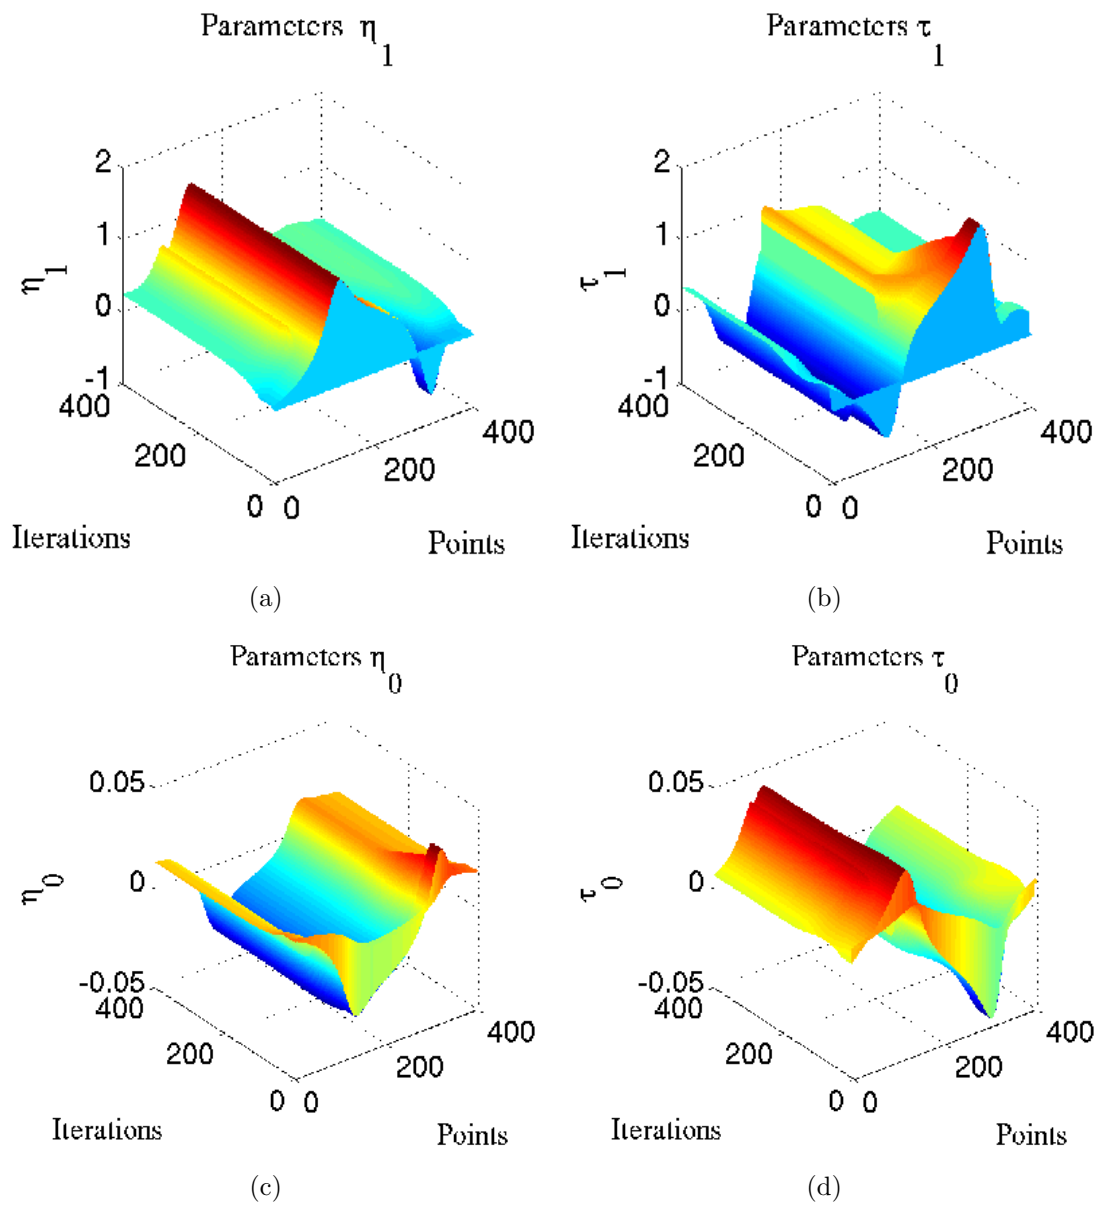 Parameters η1
2
1
0
-1
η1
400
200
0
0
200
400
Iterations
Points
(a)
Parameters τ1
2
1
0
-1
τ1
400
200
0
0
200
400
Iterations
Points
(b)
Parameters η0
0.05
0
-0.05
η0
400
200
0
0
200
400
Iterations
Points
(c)
Parameters τ0
0.05
0
-0.05
τ0
400
200
0
0
200
400
Iterations
Points
(d)